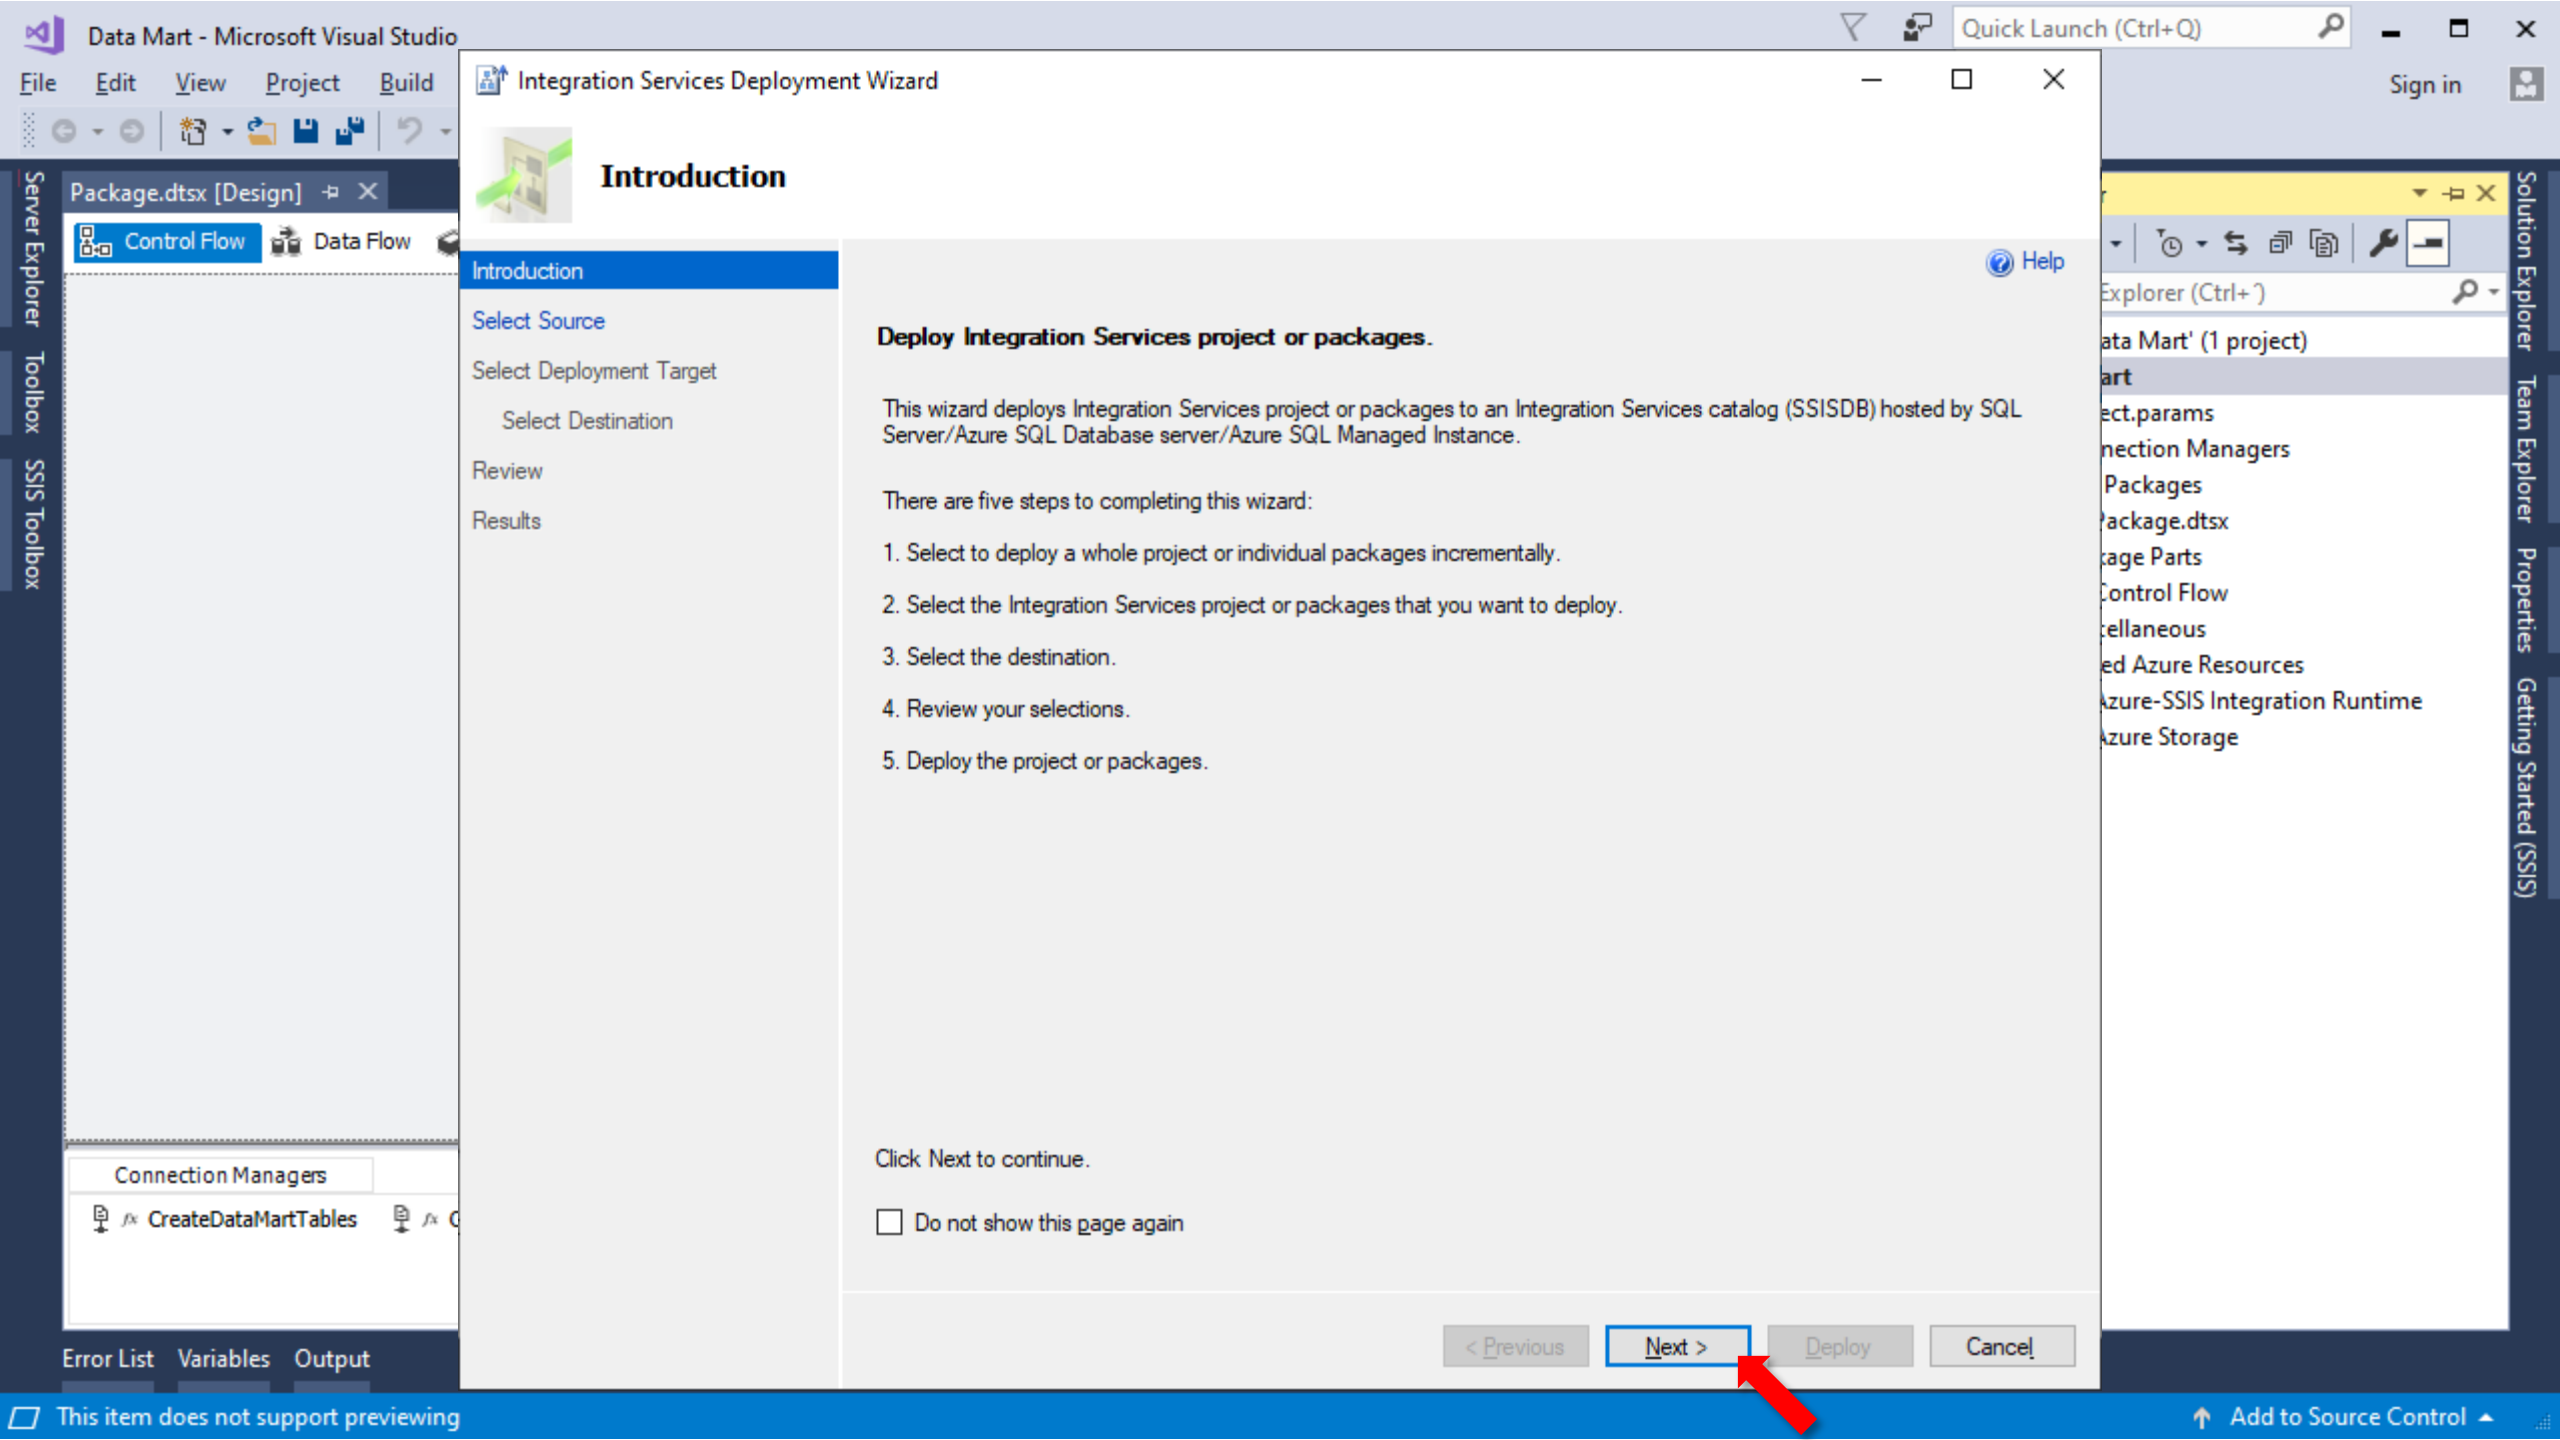 Data Mart - Microsoft Visual Studio
Quick Launch (Ctrl+Q)
File Edit View Project Build
Sign in
Integration Services Deployment Wizard
Introduction
Server Explorer
Toolbox
SSIS Toolbox
Package.dtsx [Design]
Control Flow Data Flow
Introduction
Select Source
Select Deployment Target
Select Destination
Review
Results
Help
Deploy Integration Services project or packages.
This wizard deploys Integration Services project or packages to an Integration Services catalog (SSISDB) hosted by SQL
Server/Azure SQL Database server/Azure SQL Managed Instance.
There are five steps to completing this wizard:
1. Select to deploy a whole project or individual packages incrementally.
2. Select the Integration Services project or packages that you want to deploy.
3. Select the destination.
4. Review your selections.
5. Deploy the project or packages.
Click Next to continue.
Do not show this page again
< Previous Next > Deploy Cancel
Explorer (Ctrl+´)
ata Mart' (1 project)
art
ect.params
nection Managers
Packages
Package.dtsx
kage Parts
Control Flow
cellaneous
ed Azure Resources
Azure-SSIS Integration Runtime
Azure Storage
Solution Explorer
Team Explorer
Properties
Getting Started (SSIS)
Connection Managers
fx CreateDataMartTables fx
Error List Variables Output
This item does not support previewing
Add to Source Control